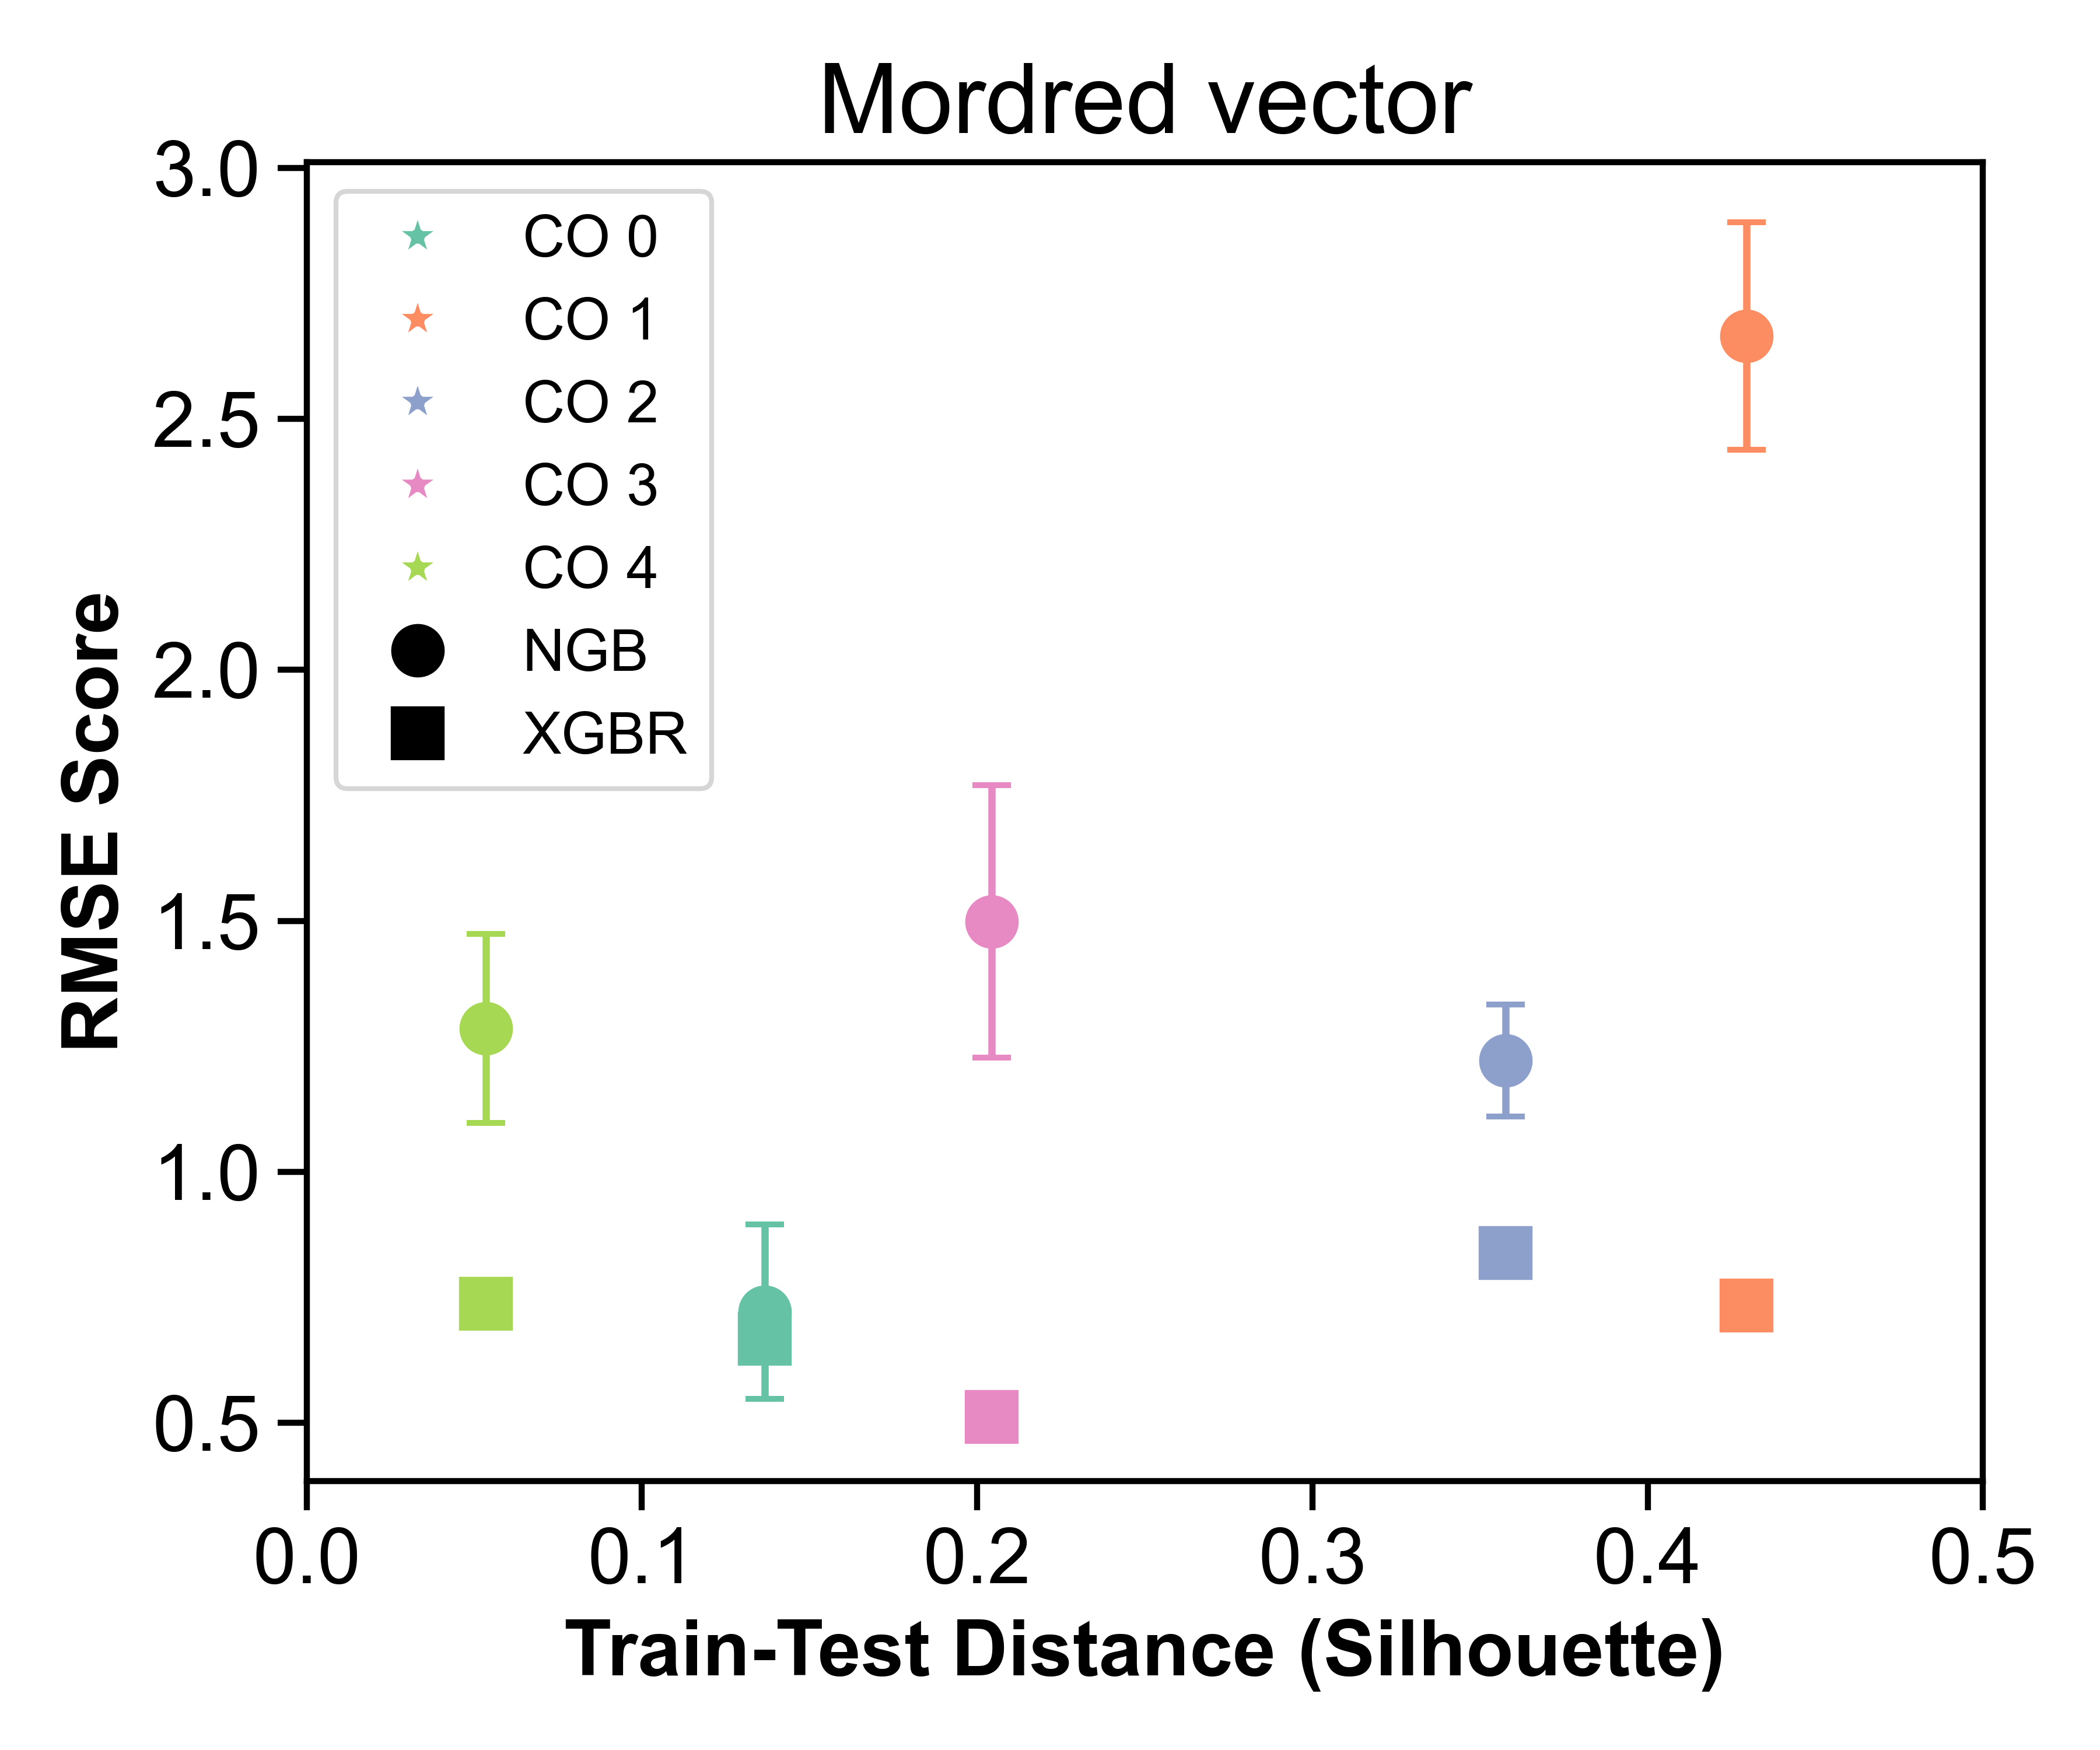 Mordred vector
3.0
2.5
2.0
1.5
1.0
0.5
RMSE Score
CO 0
CO 1
CO 2
CO 3
CO 4
NGB
XGBR
0.0 0.1 0.2 0.3 0.4 0.5
Train-Test Distance (Silhouette)